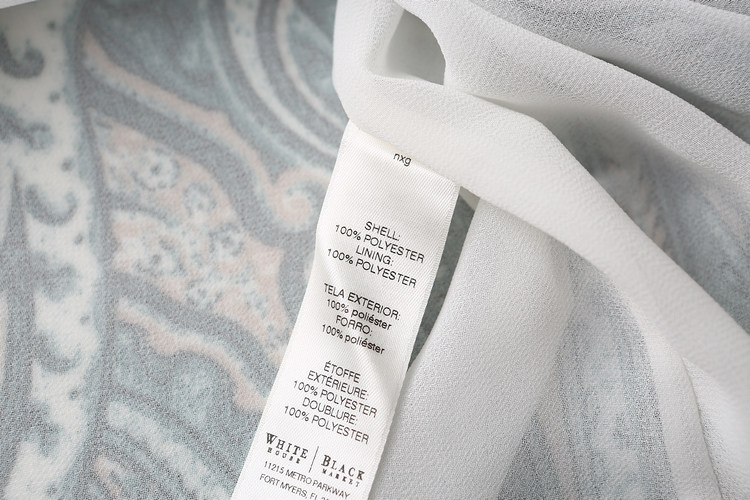 nxg
SHELL:
100% POLYESTER
LINING:
100% POLYESTER
TELA EXTERIOR:
100% poliéster
FORRO:
100% poliéster
ÉTOFFE
EXTÉRIEURE:
100% POLYESTER
DOUBLURE:
100% POLYESTER
WHITE | BLACK
HOUSE MARKET
11215 METRO PARKWAY
FORT MYERS,